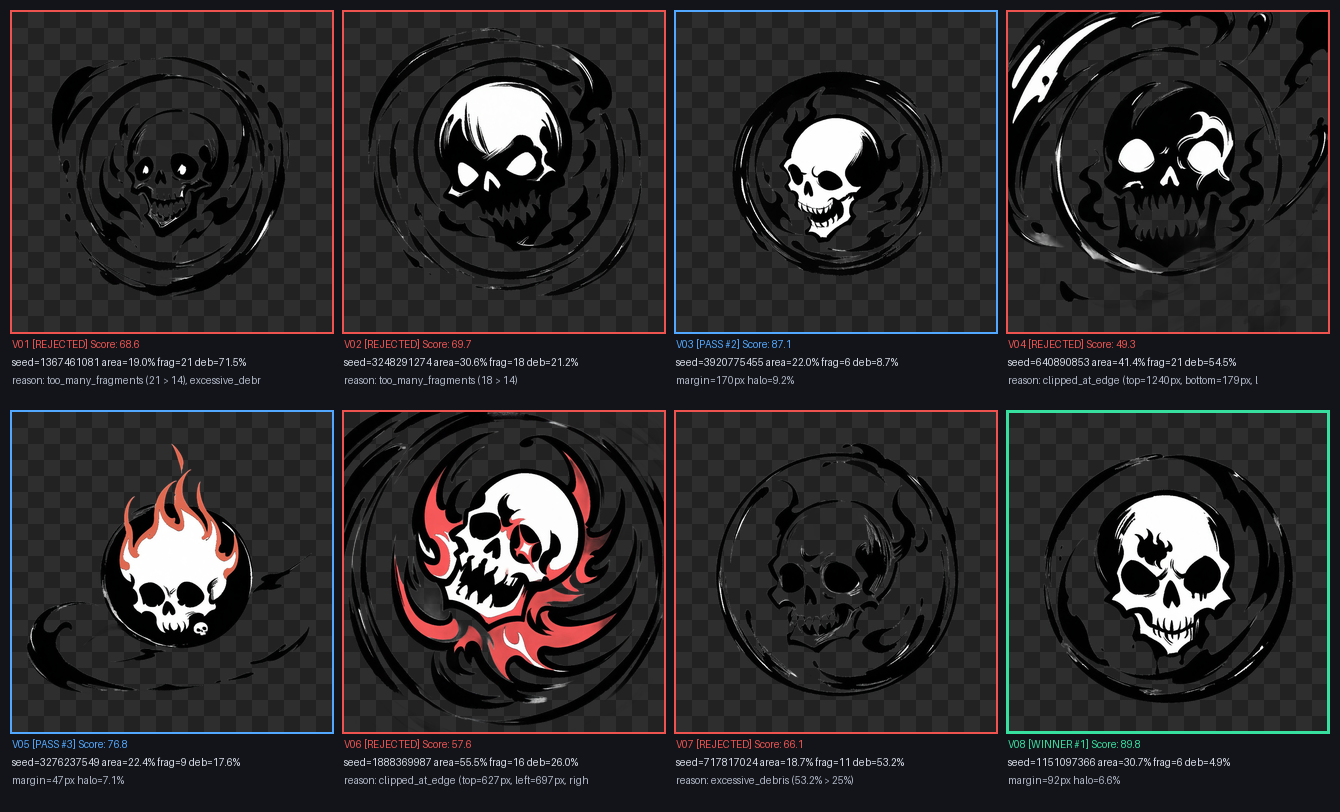 V01 [REJECTED] Score: 68.6
seed=1367461081 area=19.0% frag=21 deb=71.5%
reason: too_many_fragments (21 > 14), excessive_debr
V02 [REJECTED] Score: 69.7
seed=3248291274 area=30.6% frag=18 deb=21.2%
reason: too_many_fragments (18 > 14)
V03 [PASS #2] Score: 87.1
seed=3920775455 area=22.0% frag=6 deb=8.7%
margin=170px halo=9.2%
V04 [REJECTED] Score: 49.3
seed=640890853 area=41.4% frag=21 deb=54.5%
reason: clipped_at_edge (top=1240px, bottom=179px, l
V05 [PASS #3] Score: 76.8
seed=3276237549 area=22.4% frag=9 deb=17.6%
margin=47px halo=7.1%
V06 [REJECTED] Score: 57.6
seed=1888369987 area=55.5% frag=16 deb=26.0%
reason: clipped_at_edge (top=627px, left=697px, righ
V07 [REJECTED] Score: 66.1
seed=717817024 area=18.7% frag=11 deb=53.2%
reason: excessive_debris (53.2% > 25%)
V08 [WINNER #1] Score: 89.8
seed=1151097366 area=30.7% frag=6 deb=4.9%
margin=92px halo=6.6%